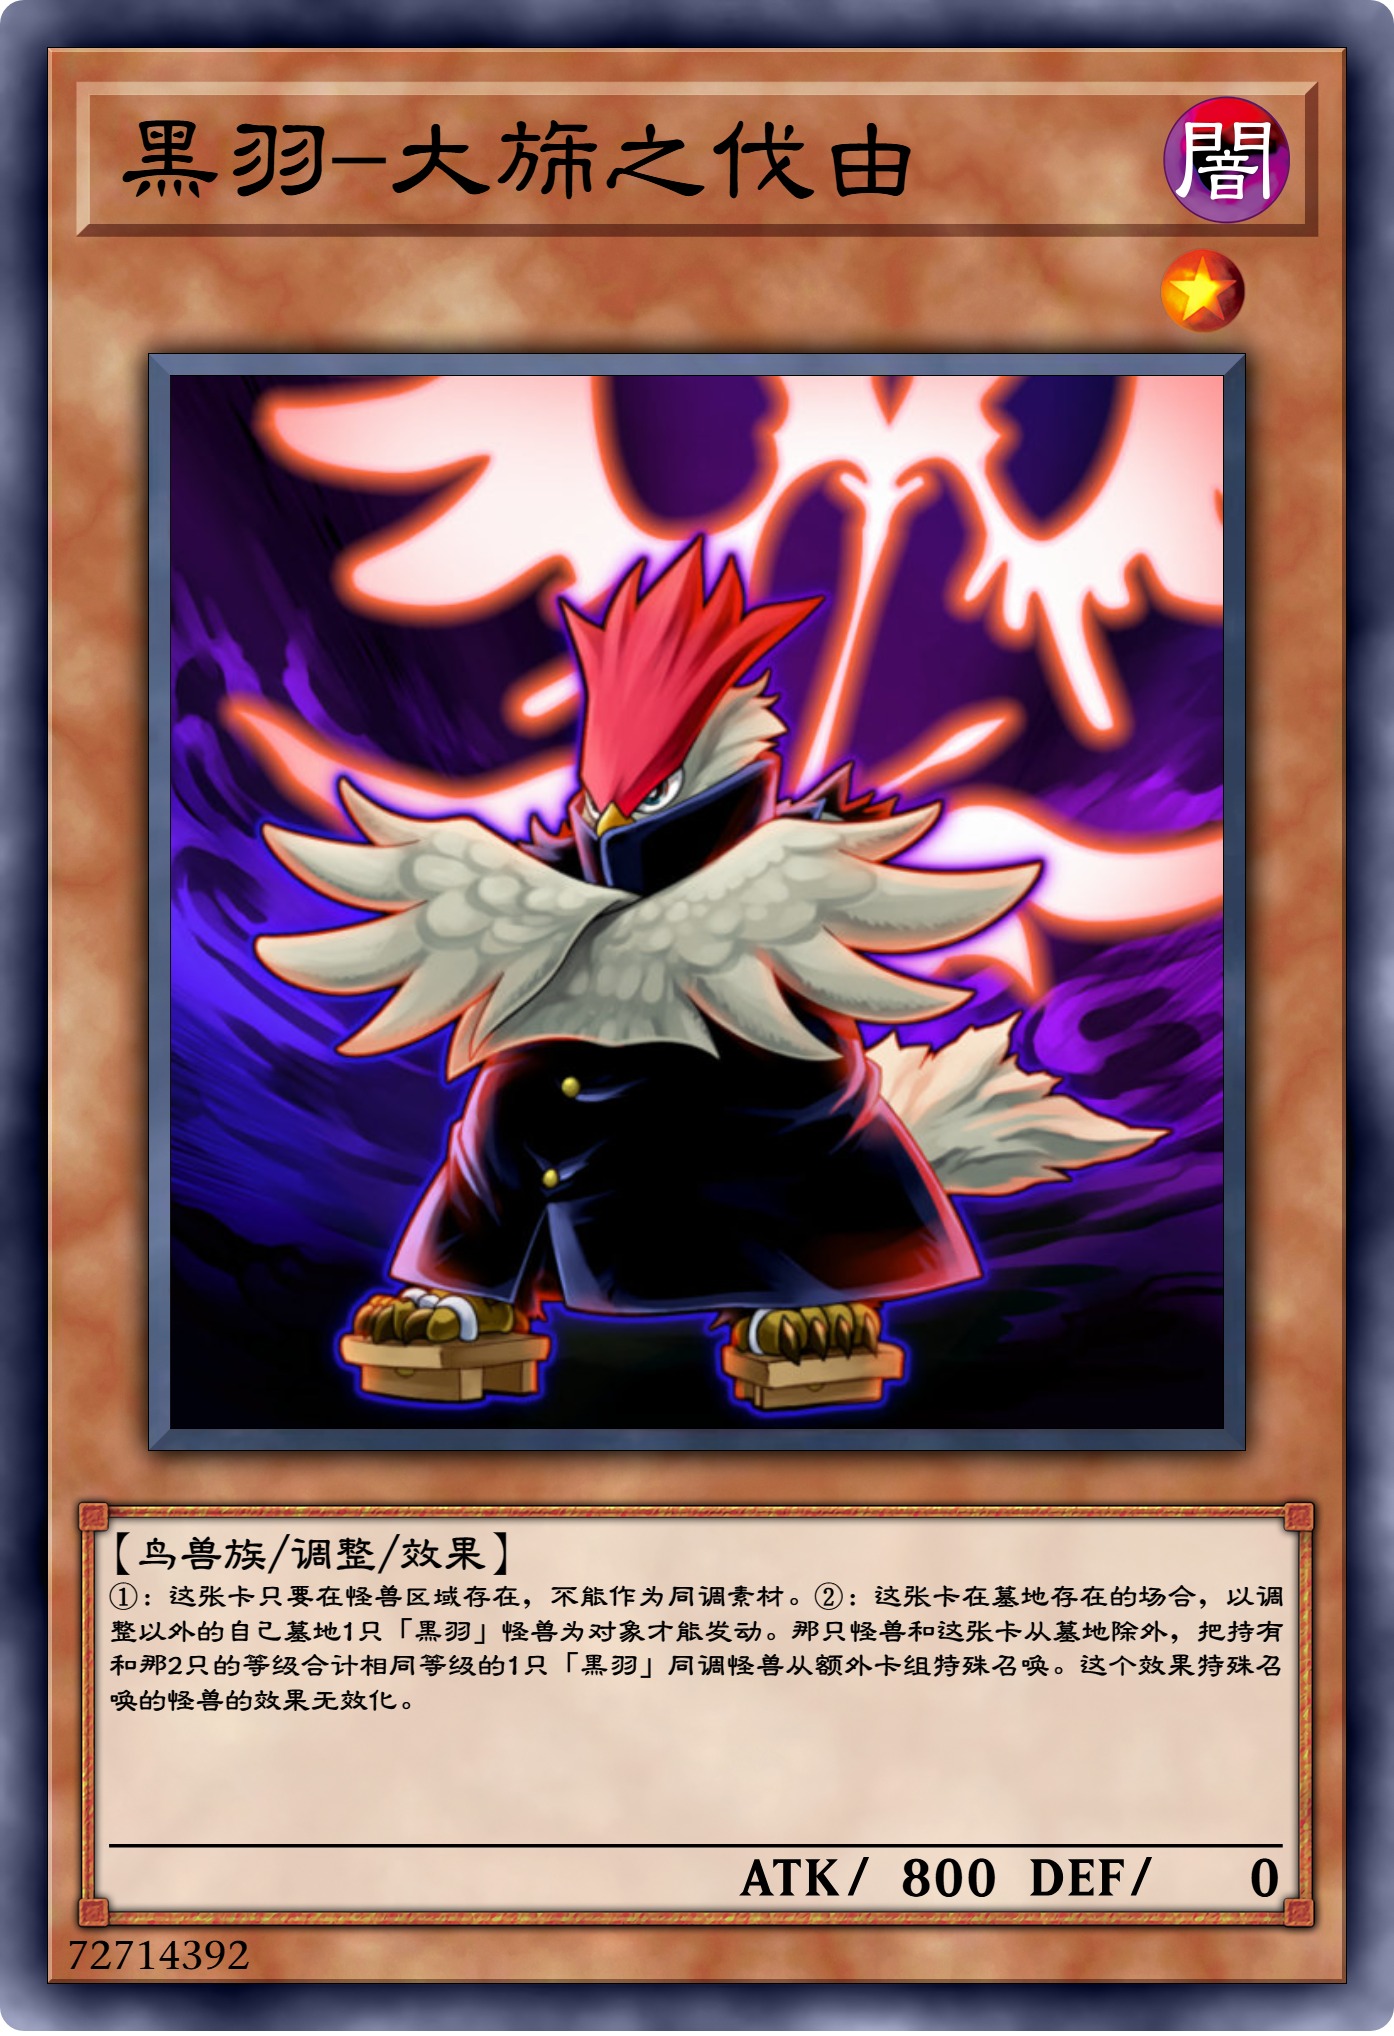 黑羽-大旆之伐由
闇
【鸟兽族/调整/效果】
①：这张卡只要在怪兽区域存在，不能作为同调素材。②：这张卡在墓地存在的场合，以调
整以外的自己墓地1只「黑羽」怪兽为对象才能发动。那只怪兽和这张卡从墓地除外，把持有
和那2只的等级合计相同等级的1只「黑羽」同调怪兽从额外卡组特殊召唤。这个效果特殊召
唤的怪兽的效果无效化。
ATK/ 800 DEF/ 0
72714392